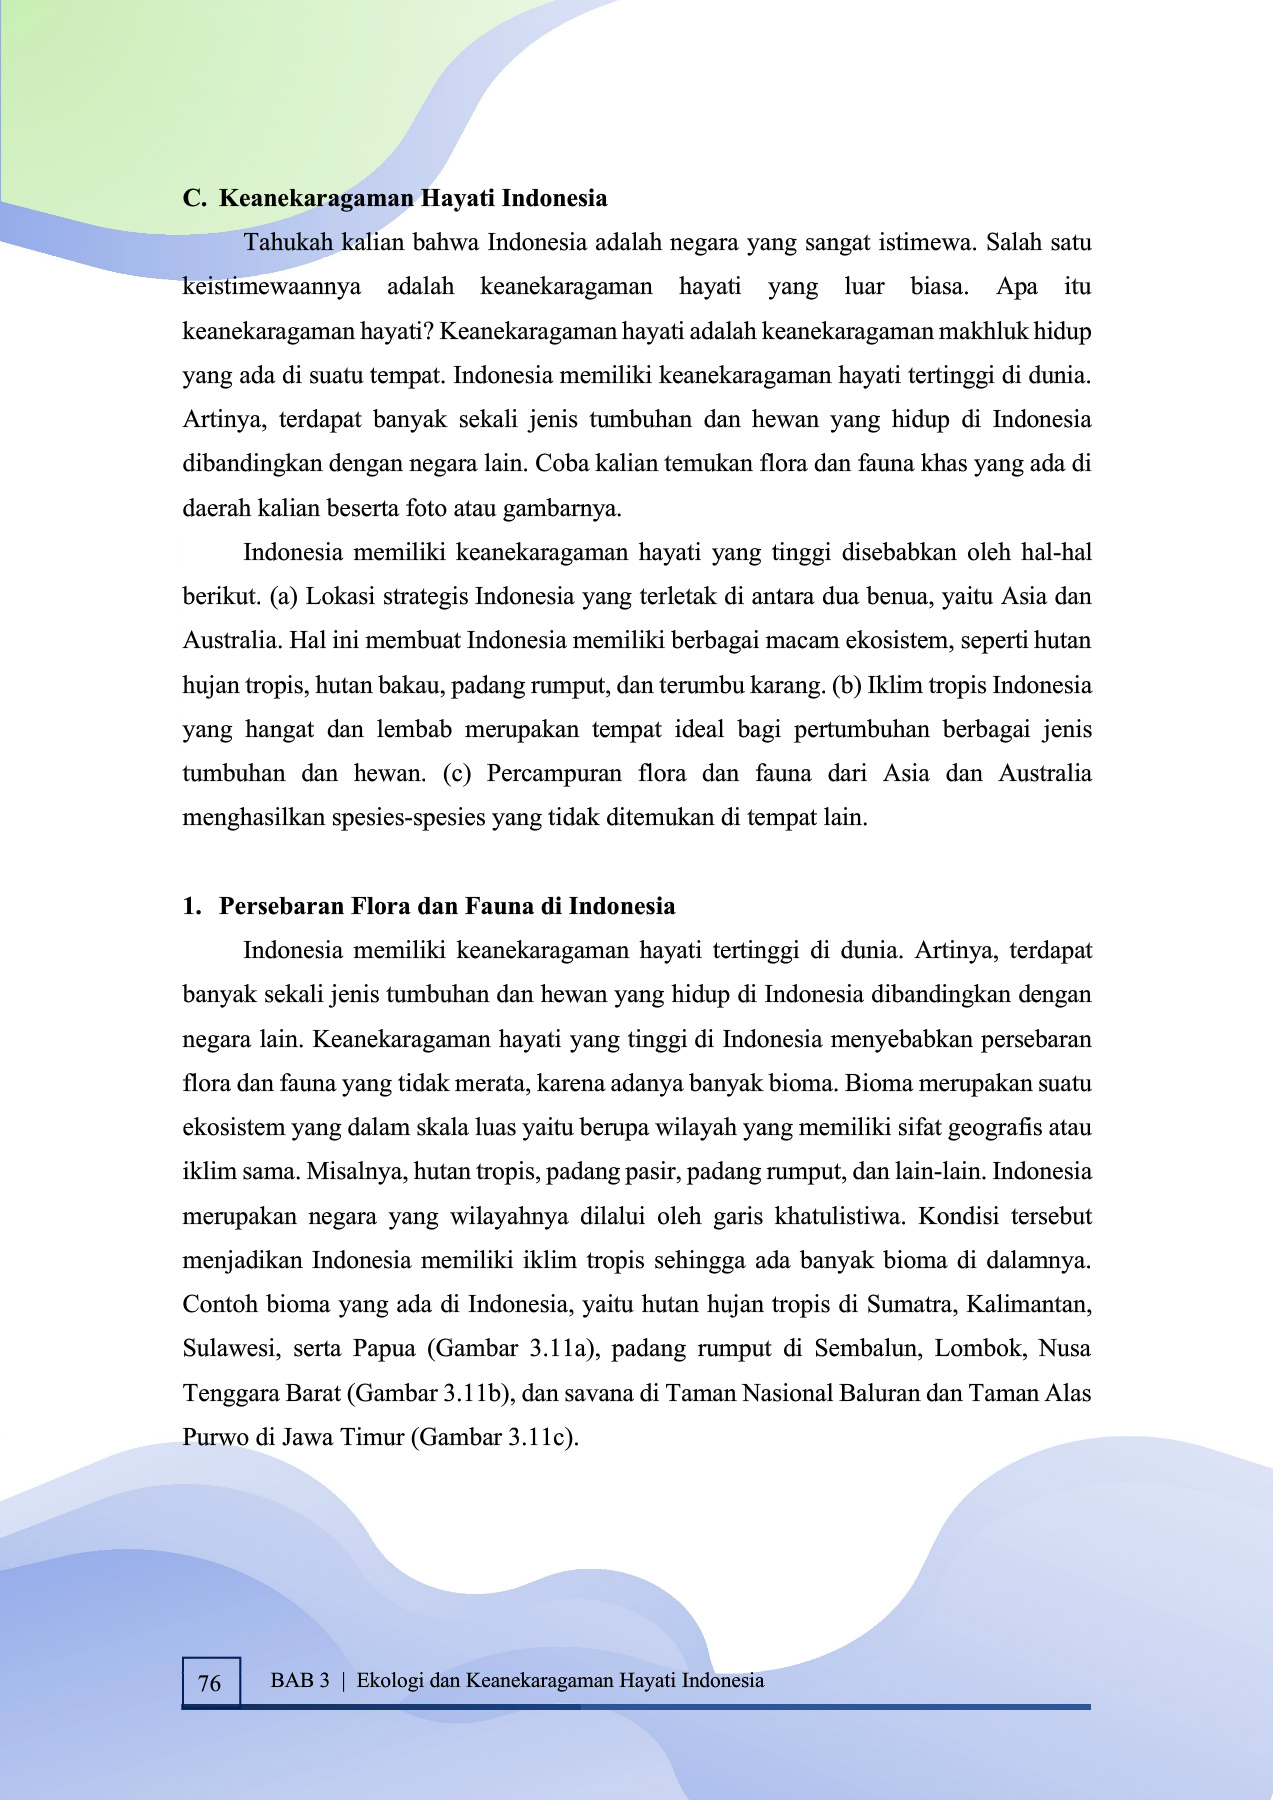 C. Keanekaragaman Hayati Indonesia
Tahukah kalian bahwa Indonesia adalah negara yang sangat istimewa. Salah satu
keistimewaannya adalah keanekaragaman hayati yang luar biasa. Apa itu
keanekaragaman hayati? Keanekaragaman hayati adalah keanekaragaman makhluk hidup
yang ada di suatu tempat. Indonesia memiliki keanekaragaman hayati tertinggi di dunia.
Artinya, terdapat banyak sekali jenis tumbuhan dan hewan yang hidup di Indonesia
dibandingkan dengan negara lain. Coba kalian temukan flora dan fauna khas yang ada di
daerah kalian beserta foto atau gambarnya.
Indonesia memiliki keanekaragaman hayati yang tinggi disebabkan oleh hal-hal
berikut. (a) Lokasi strategis Indonesia yang terletak di antara dua benua, yaitu Asia dan
Australia. Hal ini membuat Indonesia memiliki berbagai macam ekosistem, seperti hutan
hujan tropis, hutan bakau, padang rumput, dan terumbu karang. (b) Iklim tropis Indonesia
yang hangat dan lembab merupakan tempat ideal bagi pertumbuhan berbagai jenis
tumbuhan dan hewan. (c) Percampuran flora dan fauna dari Asia dan Australia
menghasilkan spesies-spesies yang tidak ditemukan di tempat lain.
1. Persebaran Flora dan Fauna di Indonesia
Indonesia memiliki keanekaragaman hayati tertinggi di dunia. Artinya, terdapat
banyak sekali jenis tumbuhan dan hewan yang hidup di Indonesia dibandingkan dengan
negara lain. Keanekaragaman hayati yang tinggi di Indonesia menyebabkan persebaran
flora dan fauna yang tidak merata, karena adanya banyak bioma. Bioma merupakan suatu
ekosistem yang dalam skala luas yaitu berupa wilayah yang memiliki sifat geografis atau
iklim sama. Misalnya, hutan tropis, padang pasir, padang rumput, dan lain-lain. Indonesia
merupakan negara yang wilayahnya dilalui oleh garis khatulistiwa. Kondisi tersebut
menjadikan Indonesia memiliki iklim tropis sehingga ada banyak bioma di dalamnya.
Contoh bioma yang ada di Indonesia, yaitu hutan hujan tropis di Sumatra, Kalimantan,
Sulawesi, serta Papua (Gambar 3.11a), padang rumput di Sembalun, Lombok, Nusa
Tenggara Barat (Gambar 3.11b), dan savana di Taman Nasional Baluran dan Taman Alas
Purwo di Jawa Timur (Gambar 3.11c).
76 BAB 3 | Ekologi dan Keanekaragaman Hayati Indonesia